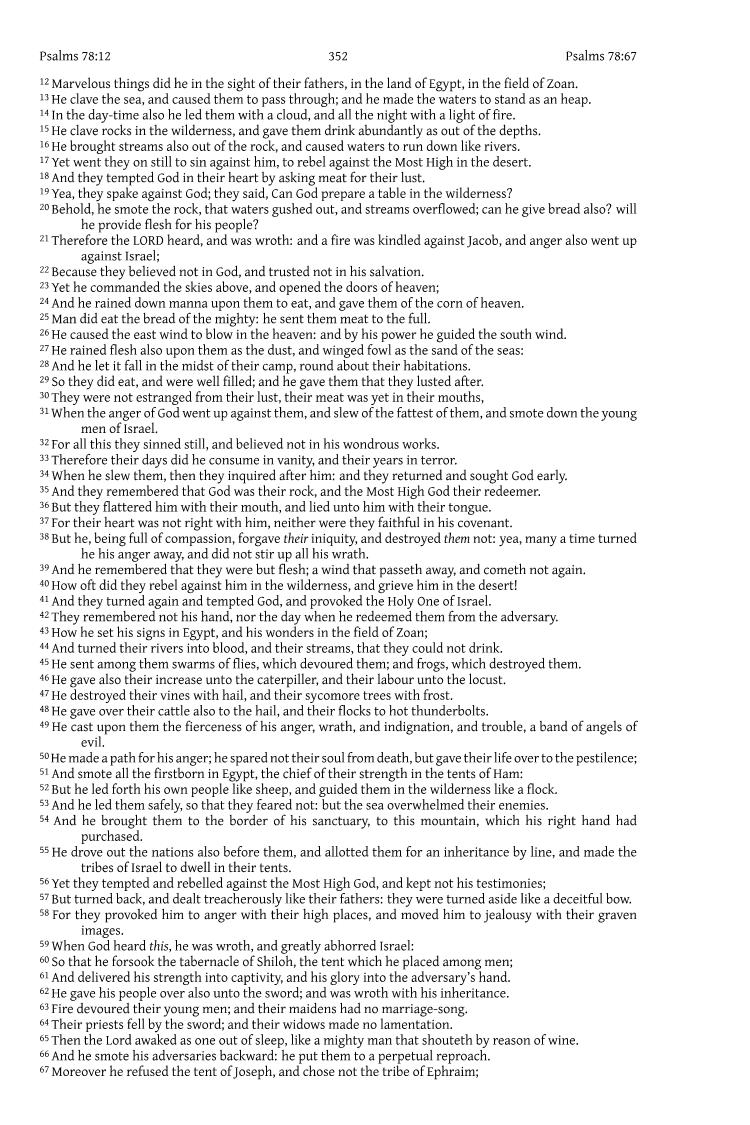 Psalms 78:12 352 Psalms 78:67
12 Marvelous things did he in the sight of their fathers, in the land of Egypt, in the field of Zoan.
13 He clave the sea, and caused them to pass through; and he made the waters to stand as an heap.
14 In the day-time also he led them with a cloud, and all the night with a light of fire.
15 He clave rocks in the wilderness, and gave them drink abundantly as out of the depths.
16 He brought streams also out of the rock, and caused waters to run down like rivers.
17 Yet went they on still to sin against him, to rebel against the Most High in the desert.
18 And they tempted God in their heart by asking meat for their lust.
19 Yea, they spake against God; they said, Can God prepare a table in the wilderness?
20 Behold, he smote the rock, that waters gushed out, and streams overflowed; can he give bread also? will
he provide flesh for his people?
21 Therefore the LORD heard, and was wroth: and a fire was kindled against Jacob, and anger also went up
against Israel;
22 Because they believed not in God, and trusted not in his salvation.
23 Yet he commanded the skies above, and opened the doors of heaven;
24 And he rained down manna upon them to eat, and gave them of the corn of heaven.
25 Man did eat the bread of the mighty: he sent them meat to the full.
26 He caused the east wind to blow in the heaven: and by his power he guided the south wind.
27 He rained flesh also upon them as the dust, and winged fowl as the sand of the seas:
28 And he let it fall in the midst of their camp, round about their habitations.
29 So they did eat, and were well filled; and he gave them that they lusted after.
30 They were not estranged from their lust, their meat was yet in their mouths,
31 When the anger of God went up against them, and slew of the fattest of them, and smote down the young
men of Israel.
32 For all this they sinned still, and believed not in his wondrous works.
33 Therefore their days did he consume in vanity, and their years in terror.
34 When he slew them, then they inquired after him: and they returned and sought God early.
35 And they remembered that God was their rock, and the Most High God their redeemer.
36 But they flattered him with their mouth, and lied unto him with their tongue.
37 For their heart was not right with him, neither were they faithful in his covenant.
38 But he, being full of compassion, forgave their iniquity, and destroyed them not: yea, many a time turned
he his anger away, and did not stir up all his wrath.
39 And he remembered that they were but flesh; a wind that passeth away, and cometh not again.
40 How oft did they rebel against him in the wilderness, and grieve him in the desert!
41 And they turned again and tempted God, and provoked the Holy One of Israel.
42 They remembered not his hand, nor the day when he redeemed them from the adversary.
43 How he set his signs in Egypt, and his wonders in the field of Zoan;
44 And turned their rivers into blood, and their streams, that they could not drink.
45 He sent among them swarms of flies, which devoured them; and frogs, which destroyed them.
46 He gave also their increase unto the caterpiller, and their labour unto the locust.
47 He destroyed their vines with hail, and their sycomore trees with frost.
48 He gave over their cattle also to the hail, and their flocks to hot thunderbolts.
49 He cast upon them the fierceness of his anger, wrath, and indignation, and trouble, a band of angels of
evil.
50 He made a path for his anger; he spared not their soul from death, but gave their life over to the pestilence;
51 And smote all the firstborn in Egypt, the chief of their strength in the tents of Ham:
52 But he led forth his own people like sheep, and guided them in the wilderness like a flock.
53 And he led them safely, so that they feared not: but the sea overwhelmed their enemies.
54 And he brought them to the border of his sanctuary, to this mountain, which his right hand had
purchased.
55 He drove out the nations also before them, and allotted them for an inheritance by line, and made the
tribes of Israel to dwell in their tents.
56 Yet they tempted and rebelled against the Most High God, and kept not his testimonies;
57 But turned back, and dealt treacherously like their fathers: they were turned aside like a deceitful bow.
58 For they provoked him to anger with their high places, and moved him to jealousy with their graven
images.
59 When God heard this, he was wroth, and greatly abhorred Israel:
60 So that he forsook the tabernacle of Shiloh, the tent which he placed among men;
61 And delivered his strength into captivity, and his glory into the adversary's hand.
62 He gave his people over also unto the sword; and was wroth with his inheritance.
63 Fire devoured their young men; and their maidens had no marriage-song.
64 Their priests fell by the sword; and their widows made no lamentation.
65 Then the Lord awaked as one out of sleep, like a mighty man that shouteth by reason of wine.
66 And he smote his adversaries backward: he put them to a perpetual reproach.
67 Moreover he refused the tent of Joseph, and chose not the tribe of Ephraim;